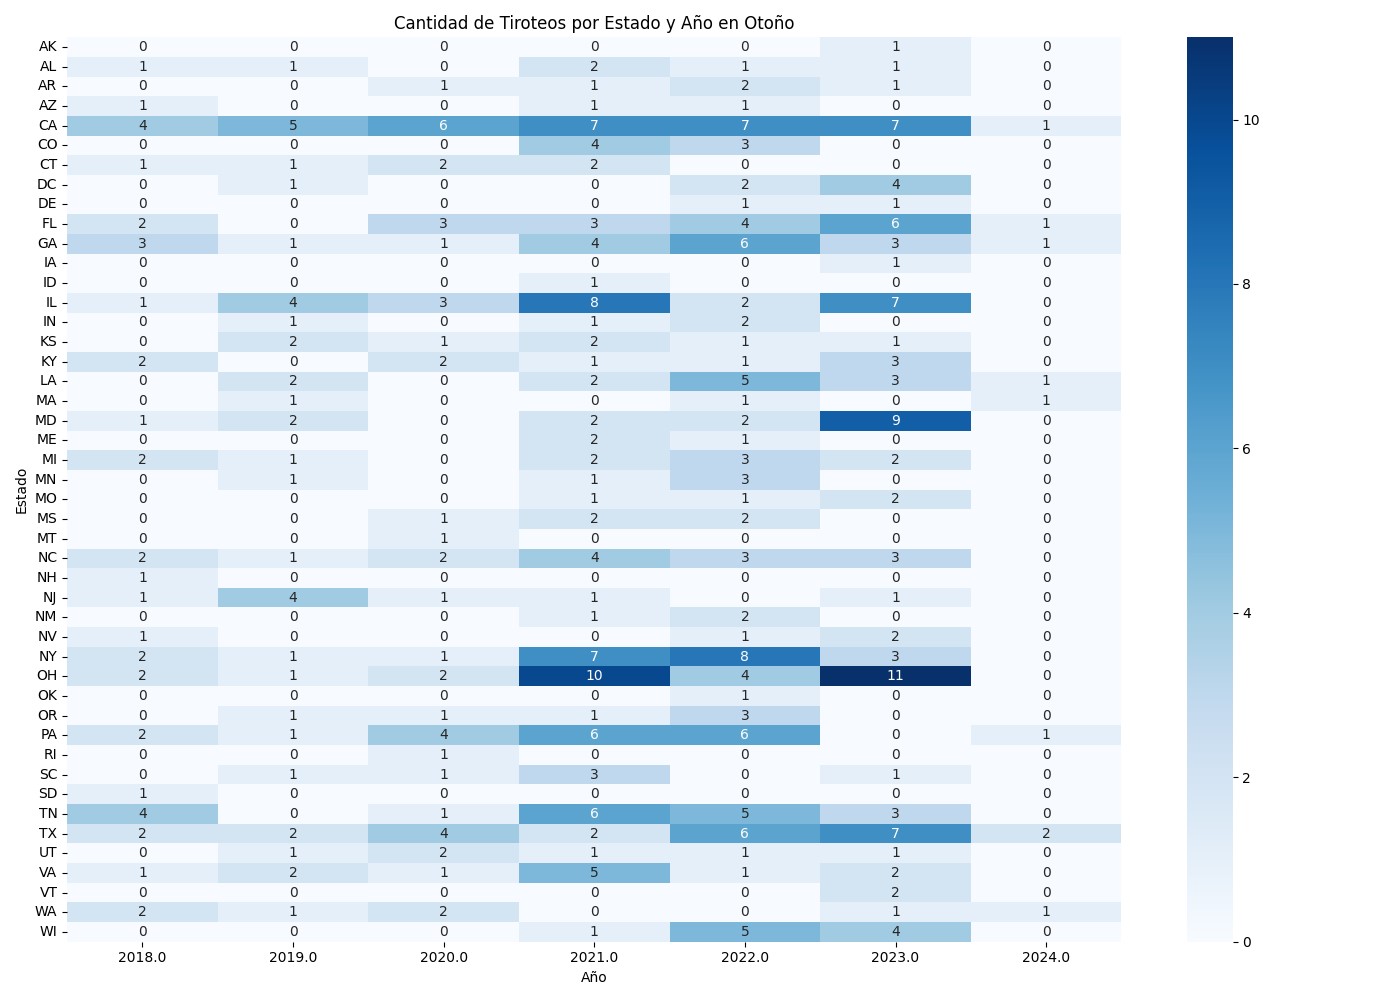 Cantidad de Tiroteos por Estado y Año en Otoño
AK 0 0 0 0 0 1 0
AL 1 1 0 2 1 1 0
AR 0 0 1 1 2 1 0
AZ 1 0 0 1 1 0 0
CA 4 5 6 7 7 7 1
CO 0 0 0 4 3 0 0
CT 1 1 2 2 0 0 0
DC 0 1 0 0 2 4 0
DE 0 0 0 0 1 1 0
FL 2 0 3 3 4 6 1
GA 3 1 1 4 6 3 1
IA 0 0 0 0 0 1 0
ID 0 0 0 1 0 0 0
IL 1 4 3 8 2 7 0
IN 0 1 0 1 2 0 0
KS 0 2 1 2 1 1 0
KY 2 0 2 1 1 3 0
LA 0 2 0 2 5 3 1
MA 0 1 0 0 1 0 1
MD 1 2 0 2 2 9 0
ME 0 0 0 2 1 0 0
MI 2 1 0 2 3 2 0
MN 0 1 0 1 3 0 0
MO 0 0 0 1 1 2 0
MS 0 0 1 2 2 0 0
MT 0 0 1 0 0 0 0
NC 2 1 2 4 3 3 0
NH 1 0 0 0 0 0 0
NJ 1 4 1 1 0 1 0
NM 0 0 0 1 2 0 0
NV 1 0 0 0 1 2 0
NY 2 1 1 7 8 3 0
OH 2 1 2 10 4 11 0
OK 0 0 0 0 1 0 0
OR 0 1 1 1 3 0 0
PA 2 1 4 6 6 0 1
RI 0 0 1 0 0 0 0
SC 0 1 1 3 0 1 0
SD 1 0 0 0 0 0 0
TN 4 0 1 6 5 3 0
TX 2 2 4 2 6 7 2
UT 0 1 2 1 1 1 0
VA 1 2 1 5 1 2 0
VT 0 0 0 0 0 2 0
WA 2 1 2 0 0 1 1
WI 0 0 0 1 5 4 0
2018.0 2019.0 2020.0 2021.0 2022.0 2023.0 2024.0
Año
Estado
10
8
6
4
2
0